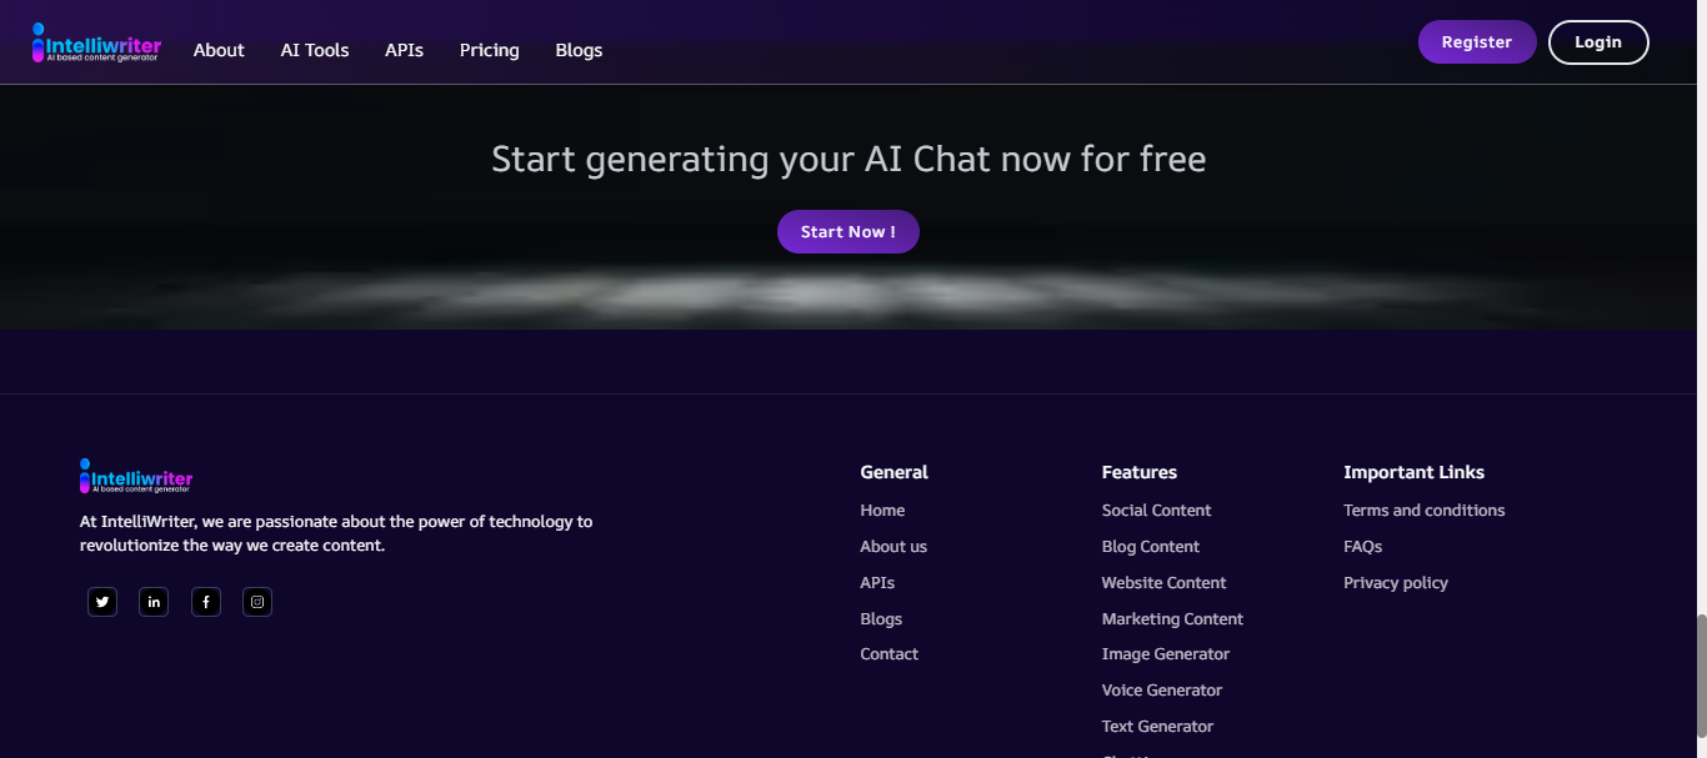 Intelliwriter
AI based content generator
About
AI Tools
APIs
Pricing
Blogs
Register
Login
Start generating your AI Chat now for free
Start Now !
Intelliwriter
AI based content generator
At IntelliWriter, we are passionate about the power of technology to
revolutionize the way we create content.
General
Home
About us
APIs
Blogs
Contact
Features
Social Content
Blog Content
Website Content
Marketing Content
Image Generator
Voice Generator
Text Generator
Important Links
Terms and conditions
FAQs
Privacy policy